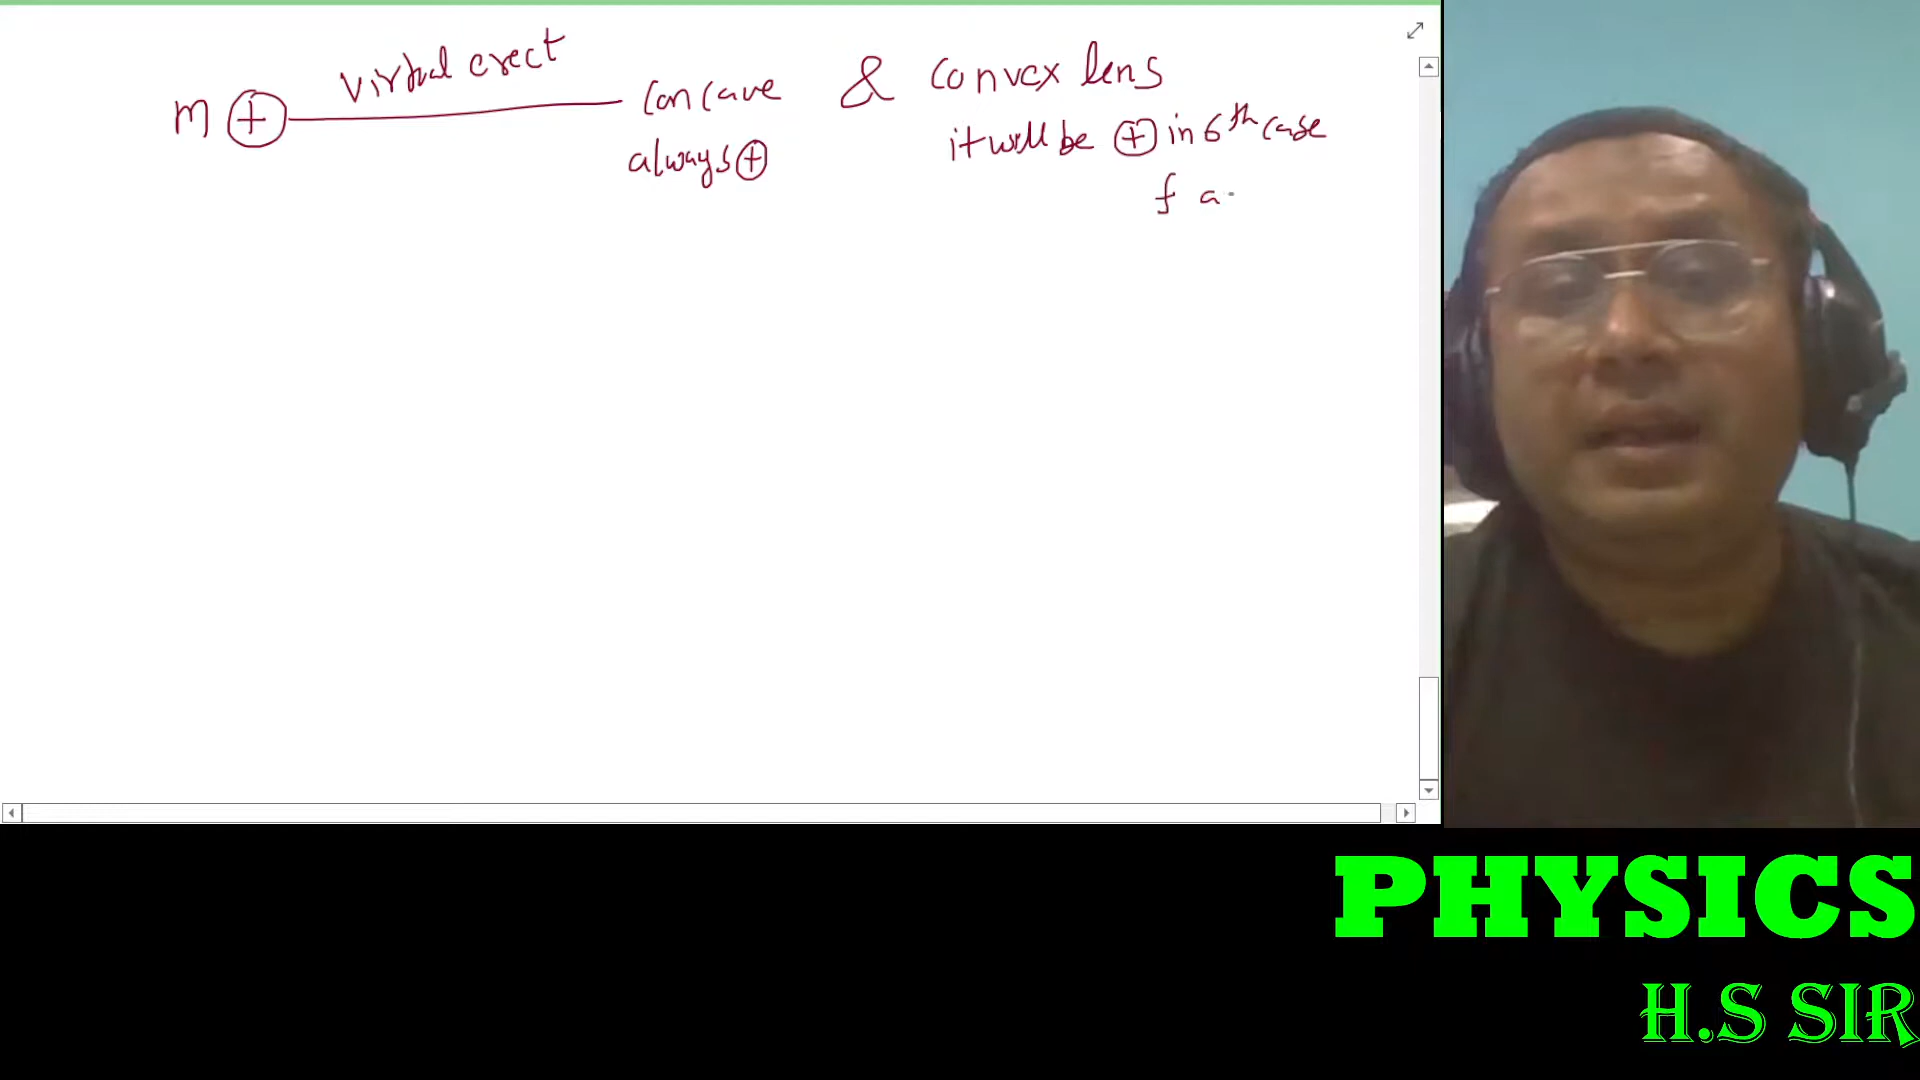 m ⊕ virtual erect concave & convex lens
always ⊕ it will be ⊕ in 6th case
f a
PHYSICS
H.S SIR